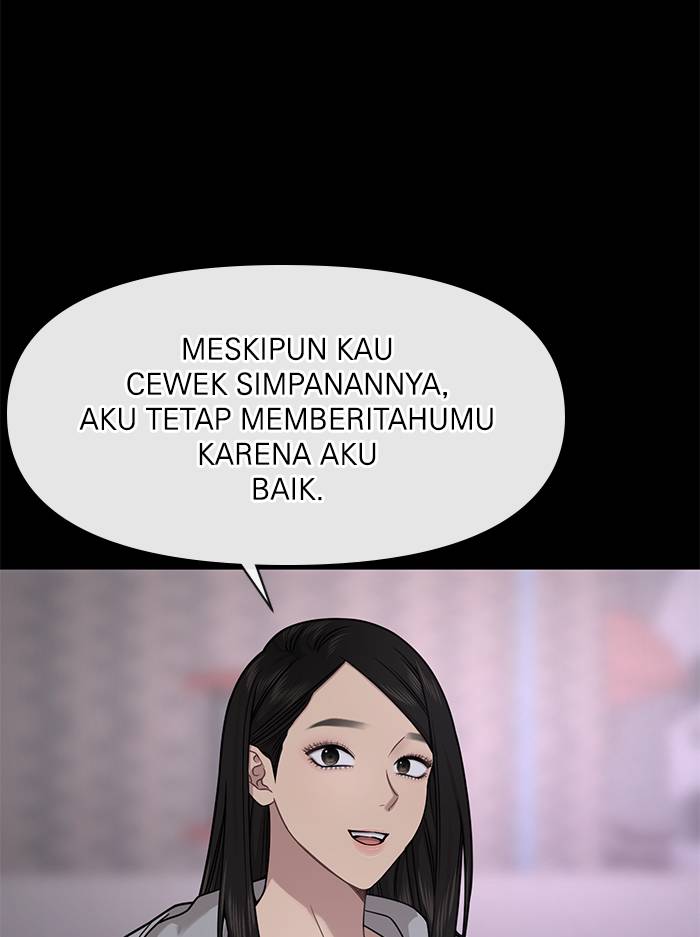 MESKIPUN KAU
CEWEK SIMPANANNYA,
AKU TETAP MEMBERITAHUMU
KARENA AKU
BAIK.